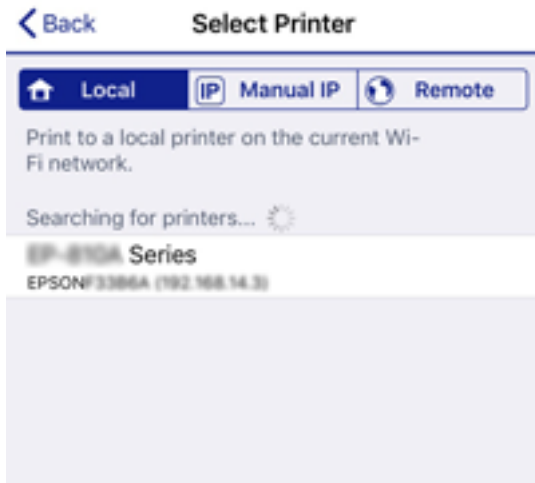 Back
Select Printer
Local
IP Manual IP
Remote
Print to a local printer on the current Wi-
Fi network.
Searching for printers...
Series
EPSON